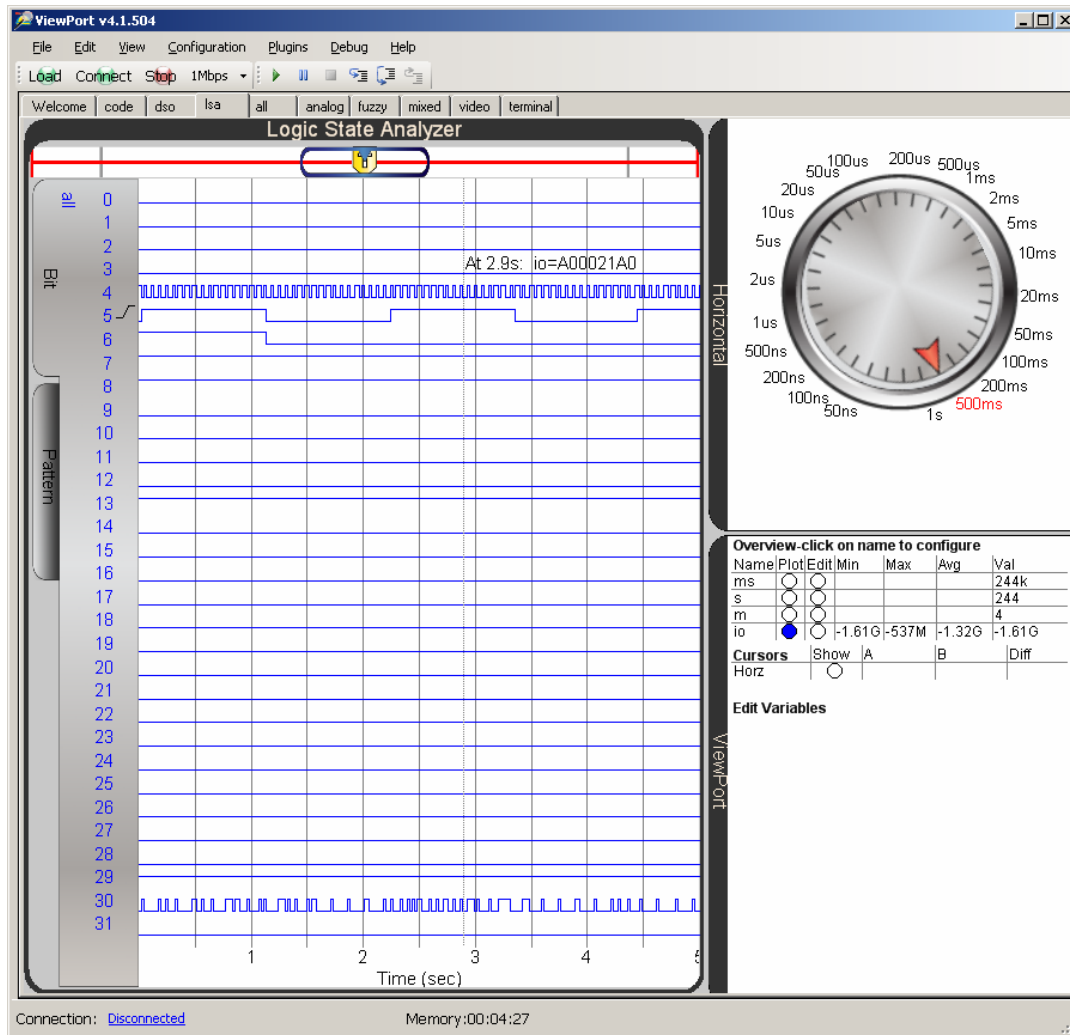 ViewPort v4.1.504
File Edit View Configuration Plugins Debug Help
Load Connect Stop 1Mbps
Welcome code dso lsa all analog fuzzy mixed video terminal
Logic State Analyzer
Bit
Pattern
all 0
1
2
3
At 2.9s: io=A00021A0
4
5
6
7
8
9
10
11
12
13
14
15
16
17
18
19
20
21
22
23
24
25
26
27
28
29
30
31
1 2 3 4 5
Time (sec)
Horizontal
50ns
100ns
200ns
500ns
1us
2us
5us
10us
20us
50us
100us
200us
500us
1ms
2ms
5ms
10ms
20ms
50ms
100ms
200ms
500ms
1s
ViewPort
Overview-click on name to configure
Name Plot Edit Min Max Avg Val
ms 244k
s 244
m 4
io -1.61G -537M -1.32G -1.61G
Cursors Show A B Diff
Horz
Edit Variables
Connection: Disconnected Memory:00:04:27